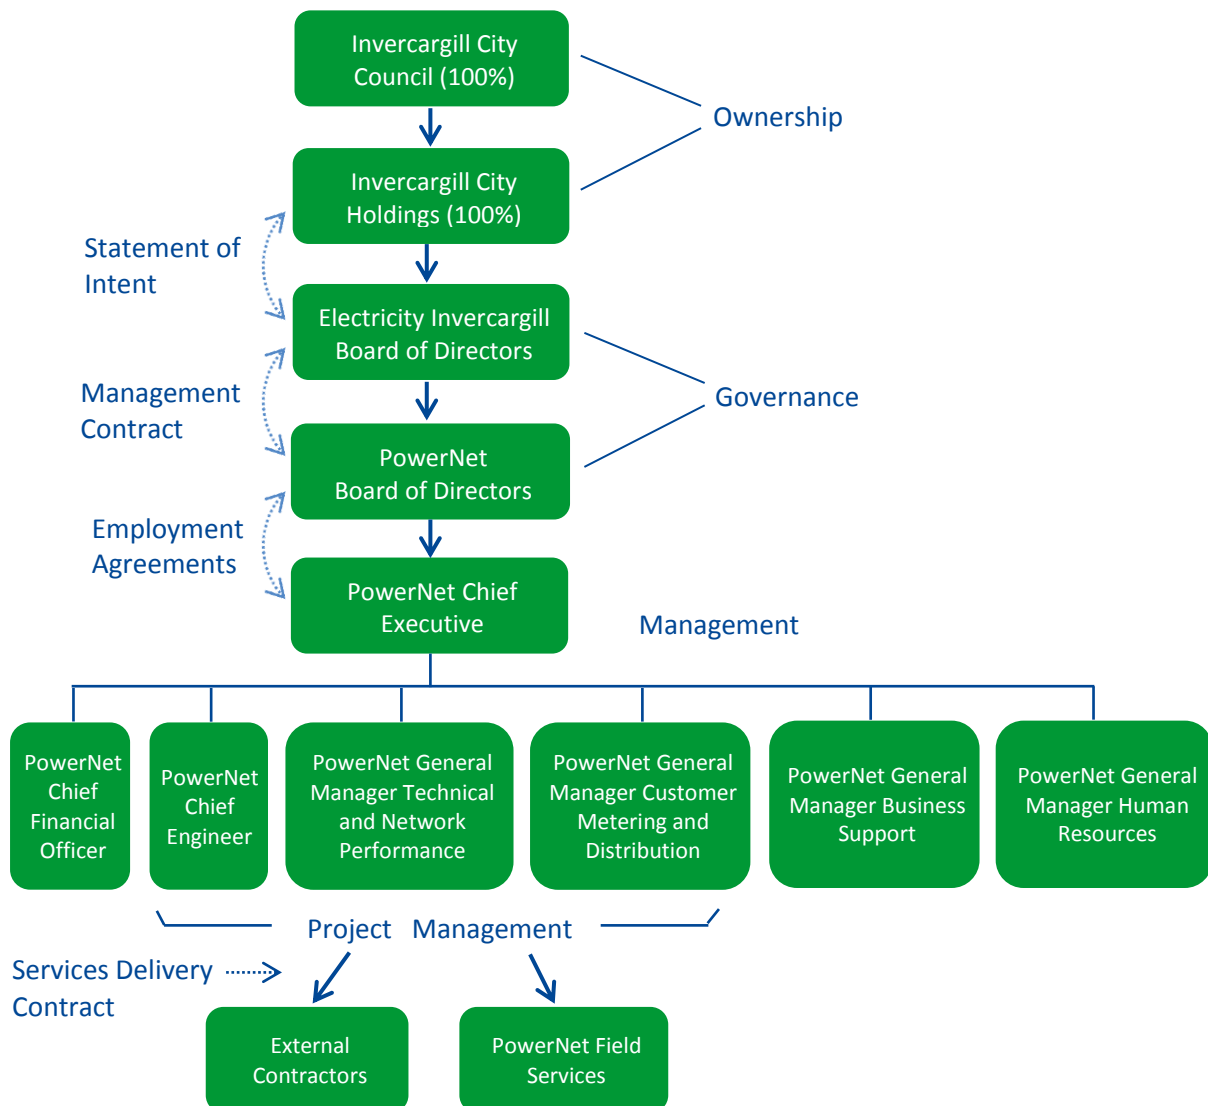 Invercargill City
Council (100%)
Ownership
Invercargill City
Holdings (100%)
Statement of
Intent
Electricity Invercargill
Board of Directors
Management
Contract
Governance
PowerNet
Board of Directors
Employment
Agreements
PowerNet Chief
Executive
Management
PowerNet
Chief
Financial
Officer
PowerNet
Chief
Engineer
PowerNet General
Manager Technical
and Network
Performance
PowerNet General
Manager Customer
Metering and
Distribution
PowerNet General
Manager Business
Support
PowerNet General
Manager Human
Resources
Project Management
Services Delivery
Contract
External
Contractors
PowerNet Field
Services